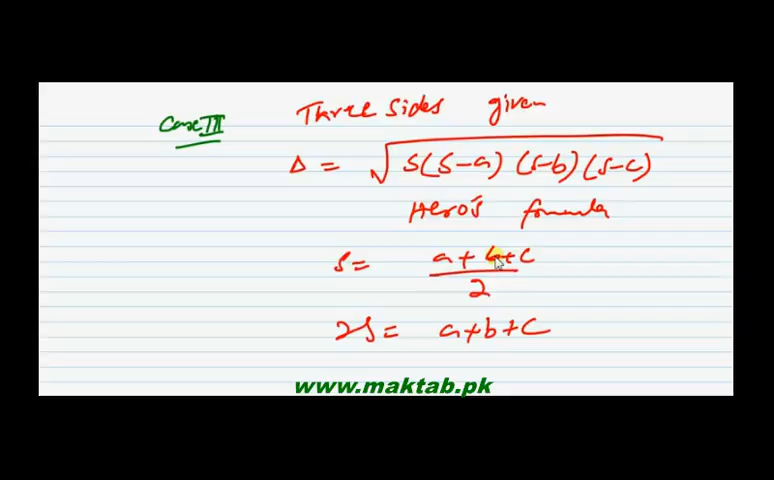 Case III
Three sides given
Δ = √s(s-a)(s-b)(s-c)
Hero's formula
s = a+b+c
2
2s = a+b+c
www.maktab.pk